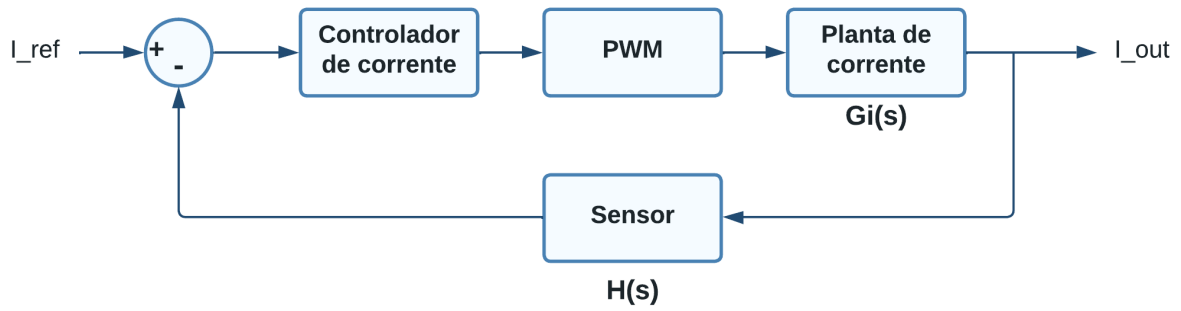 I_ref
+
-
Controlador
de corrente
PWM
Planta de
corrente
I_out
Gi(s)
Sensor
H(s)